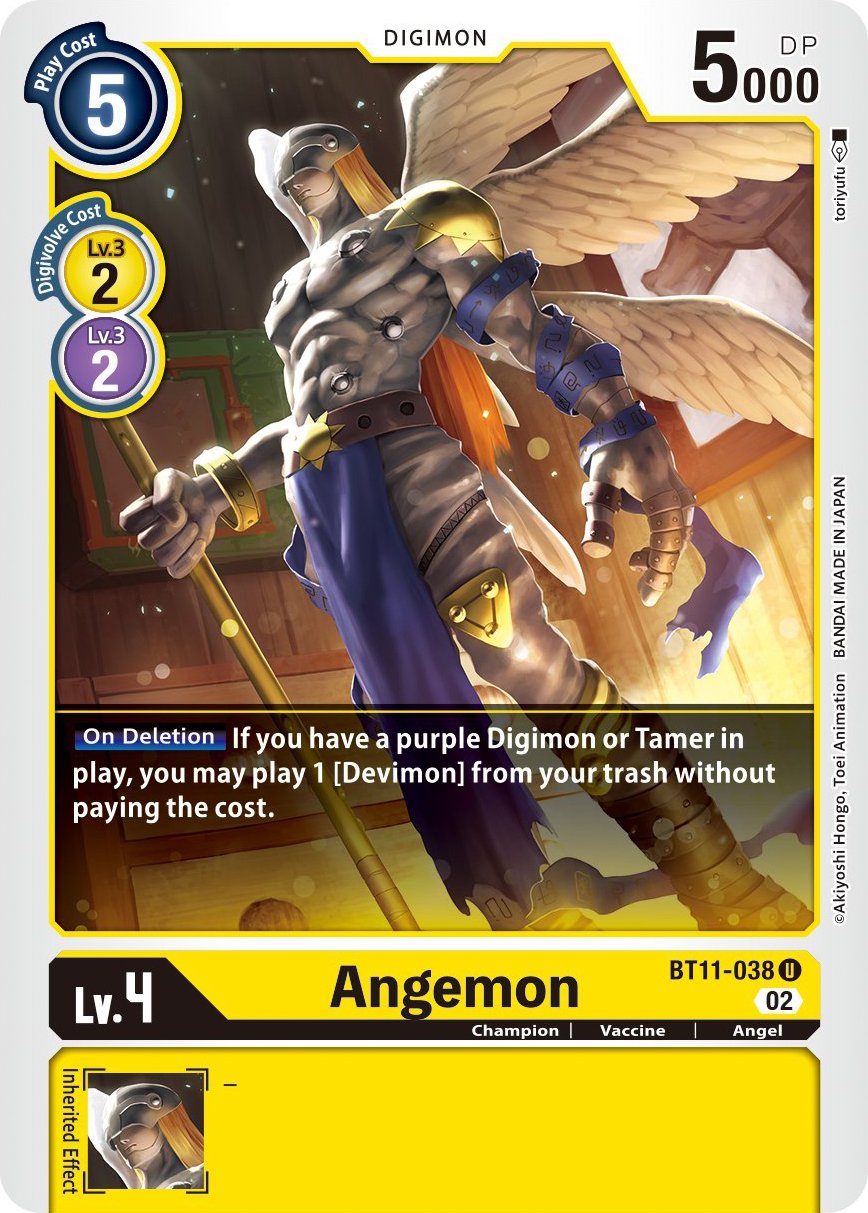 DIGIMON
Play Cost
5
DP
5000
toriyufu
Digivolve Cost
Lv.3
2
Lv.3
2
On Deletion If you have a purple Digimon or Tamer in
play, you may play 1 [Devimon] from your trash without
paying the cost.
©Akiyoshi Hongo, Toei Animation BANDAI MADE IN JAPAN
Lv.4
Angemon
BT11-038 U
02
Champion | Vaccine | Angel
Inherited Effect
–